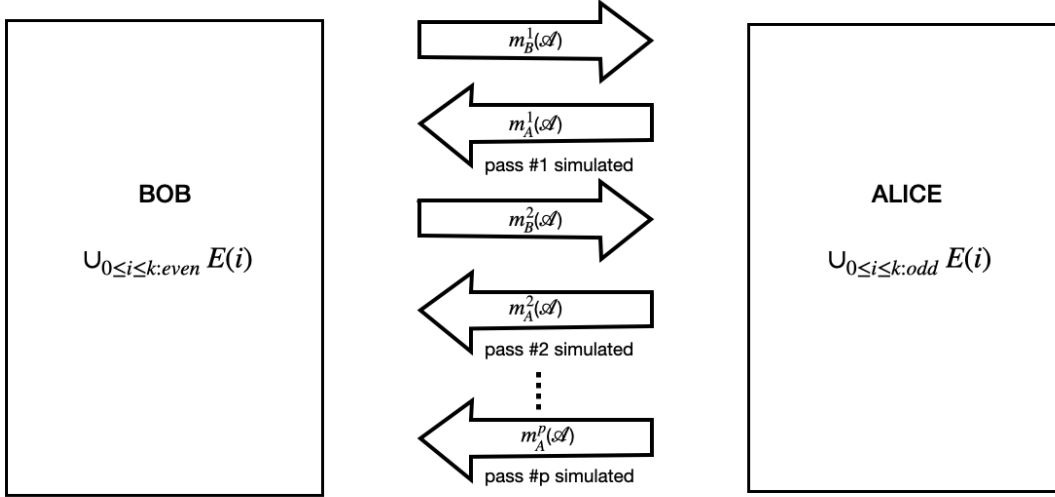 BOB
∪_{0≤i≤k:even} E(i)
m_B^1(𝒜)
m_A^1(𝒜)
pass #1 simulated
m_B^2(𝒜)
m_A^2(𝒜)
pass #2 simulated
m_A^p(𝒜)
pass #p simulated
ALICE
∪_{0≤i≤k:odd} E(i)